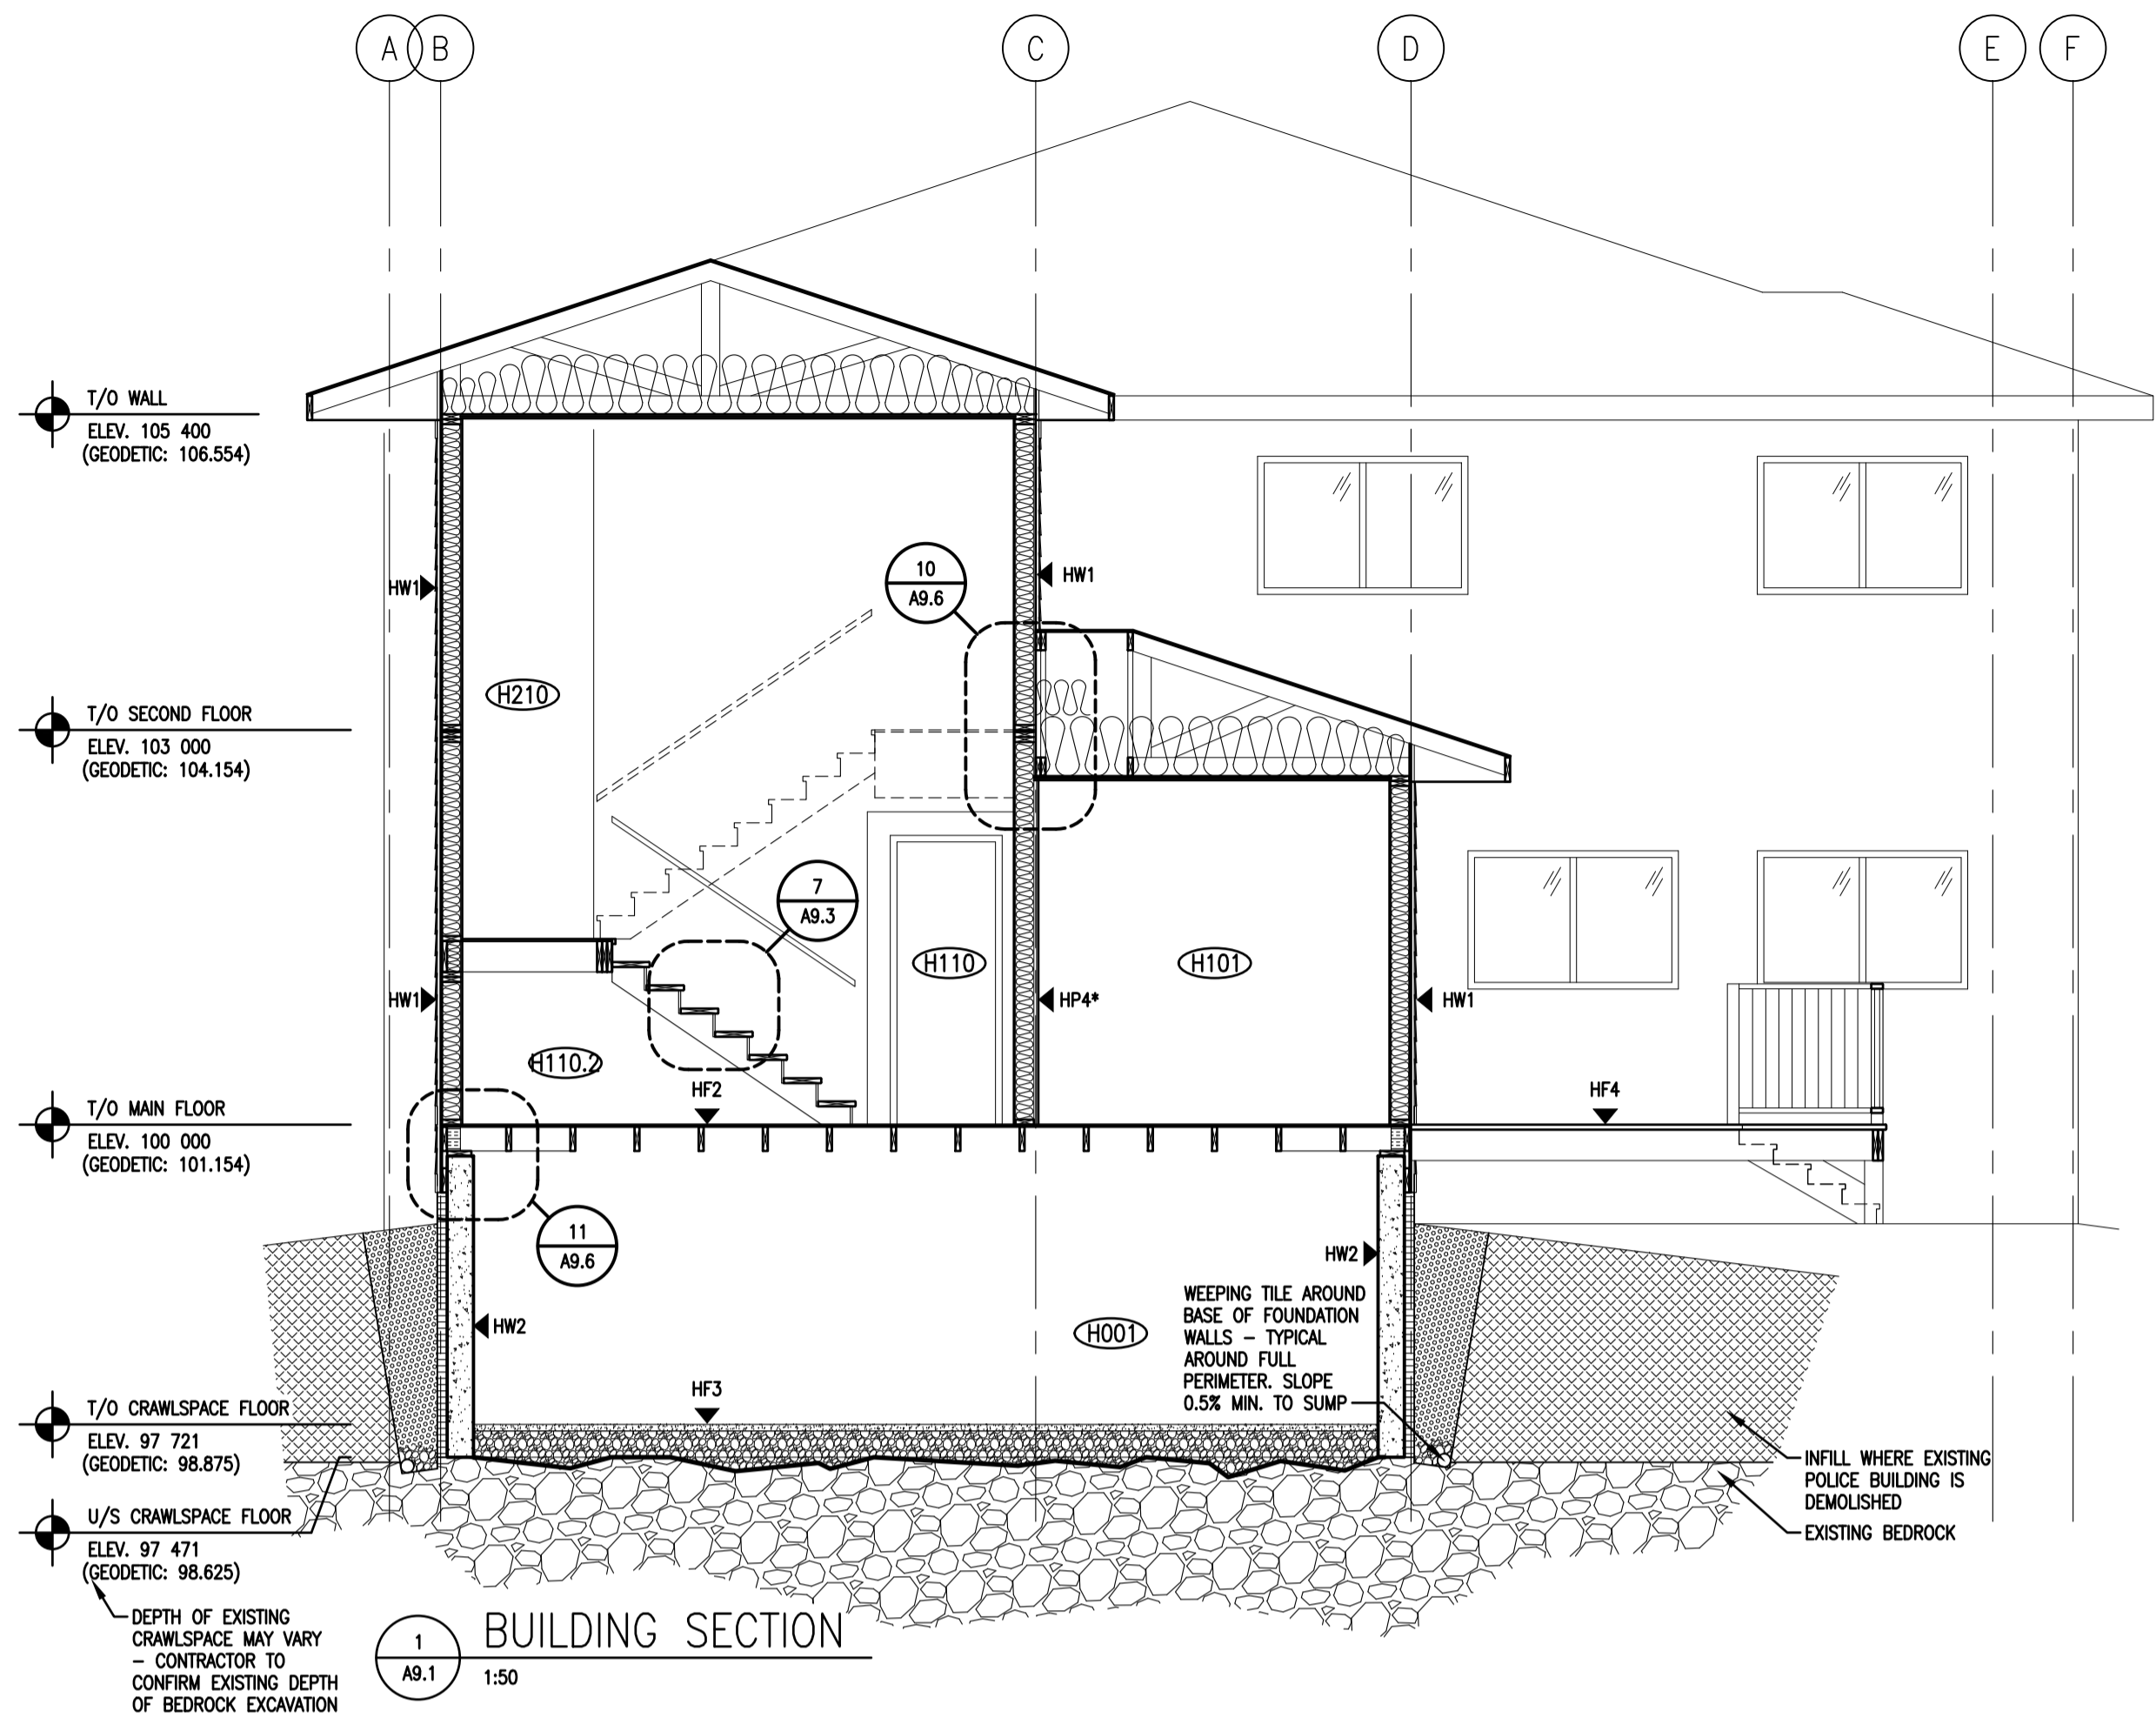 A
B
C
D
E
F
T/O WALL
ELEV. 105 400
(GEODETIC: 106.554)
10
A9.6
HW1
HW1
H210
T/O SECOND FLOOR
ELEV. 103 000
(GEODETIC: 104.154)
7
A9.3
H110
H101
HW1
HP4*
HW1
H110.2
HF2
HF4
T/O MAIN FLOOR
ELEV. 100 000
(GEODETIC: 101.154)
11
A9.6
HW2
HW2
H001
WEEPING TILE AROUND
BASE OF FOUNDATION
WALLS – TYPICAL
AROUND FULL
PERIMETER. SLOPE
0.5% MIN. TO SUMP
HF3
T/O CRAWLSPACE FLOOR
ELEV. 97 721
(GEODETIC: 98.875)
INFILL WHERE EXISTING
POLICE BUILDING IS
DEMOLISHED
EXISTING BEDROCK
U/S CRAWLSPACE FLOOR
ELEV. 97 471
(GEODETIC: 98.625)
DEPTH OF EXISTING
CRAWLSPACE MAY VARY
– CONTRACTOR TO
CONFIRM EXISTING DEPTH
OF BEDROCK EXCAVATION
1
A9.1
BUILDING SECTION
1:50